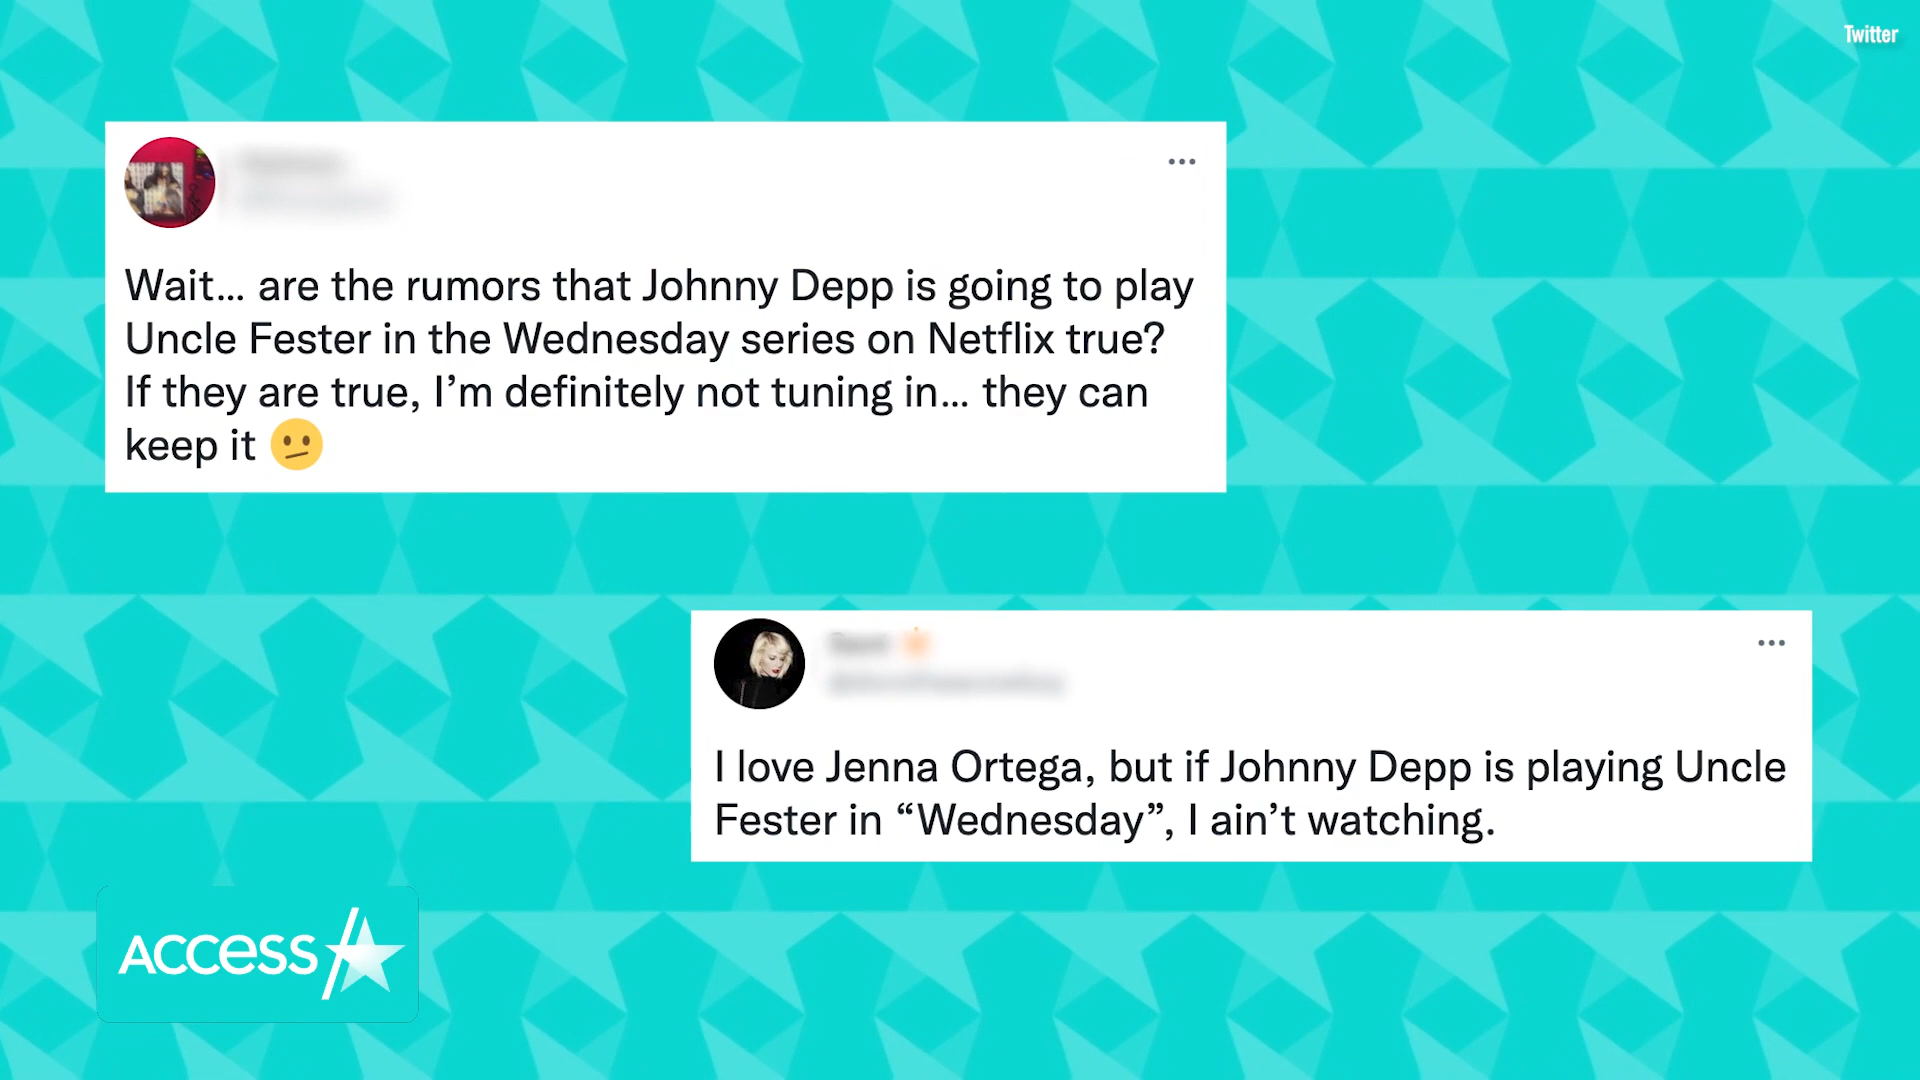 Twitter
Wait... are the rumors that Johnny Depp is going to play
Uncle Fester in the Wednesday series on Netflix true?
If they are true, I’m definitely not tuning in... they can
keep it 🫤
I love Jenna Ortega, but if Johnny Depp is playing Uncle
Fester in “Wednesday”, I ain’t watching.
ACCESS